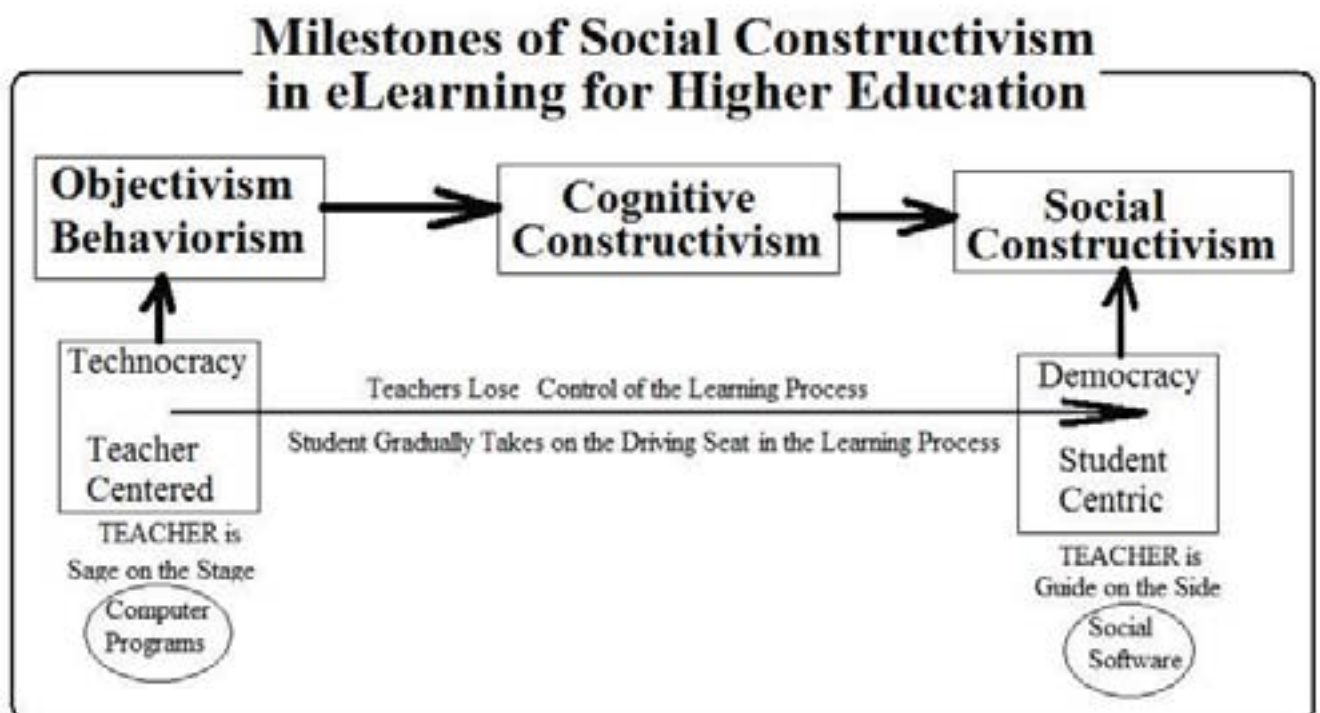 Milestones of Social Constructivism
in eLearning for Higher Education
Objectivism
Behaviorism
Cognitive
Constructivism
Social
Constructivism
Technocracy
Teacher
Centered
TEACHER is
Sage on the Stage
Computer
Programs
Teachers Lose Control of the Learning Process
Student Gradually Takes on the Driving Seat in the Learning Process
Democracy
Student
Centric
TEACHER is
Guide on the Side
Social
Software